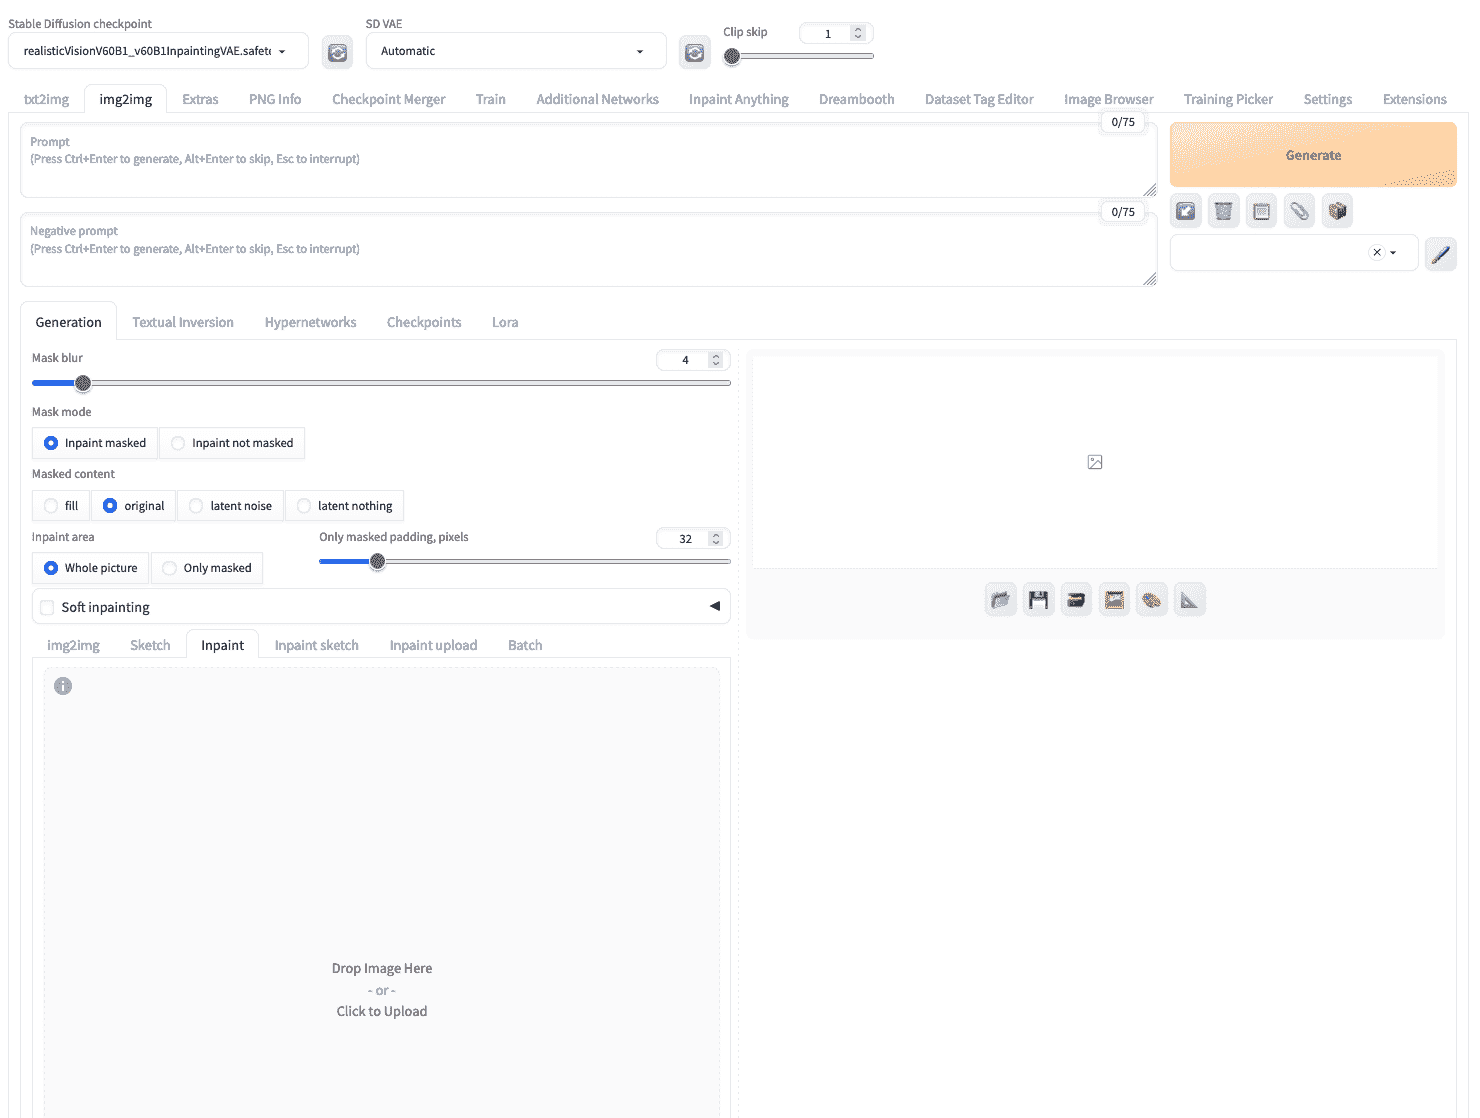 Stable Diffusion checkpoint
realisticVisionV60B1_v60B1InpaintingVAE.safete
SD VAE
Automatic
Clip skip
1
txt2img img2img Extras PNG Info Checkpoint Merger Train Additional Networks Inpaint Anything Dreambooth Dataset Tag Editor Image Browser Training Picker Settings Extensions
0/75
Prompt
(Press Ctrl+Enter to generate, Alt+Enter to skip, Esc to interrupt)
Generate
0/75
Negative prompt
(Press Ctrl+Enter to generate, Alt+Enter to skip, Esc to interrupt)
Generation Textual Inversion Hypernetworks Checkpoints Lora
Mask blur
4
Mask mode
Inpaint masked Inpaint not masked
Masked content
fill original latent noise latent nothing
Inpaint area
Whole picture Only masked
Only masked padding, pixels
32
Soft inpainting
img2img Sketch Inpaint Inpaint sketch Inpaint upload Batch
Drop Image Here
- or -
Click to Upload